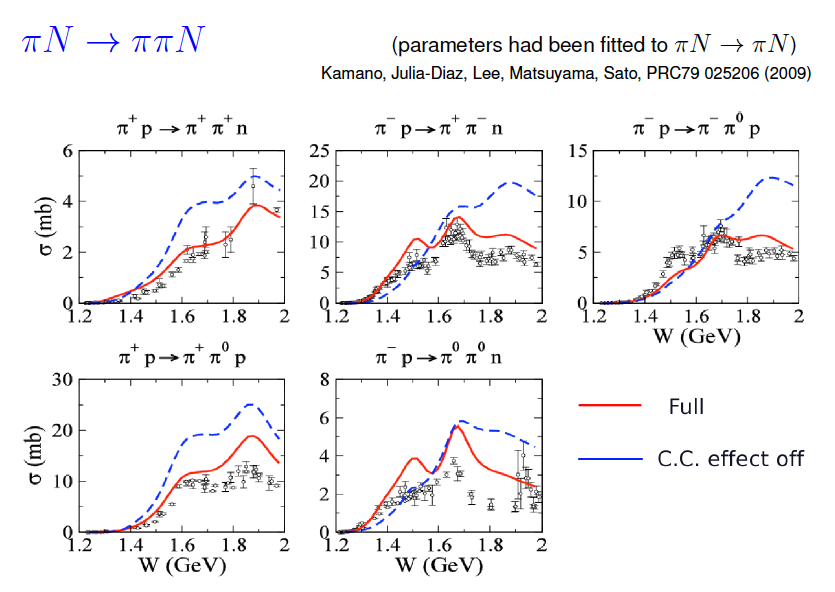 πN → ππN
(parameters had been fitted to πN → πN)
Kamano, Julia-Diaz, Lee, Matsuyama, Sato, PRC79 025206 (2009)
π⁺ p → π⁺ π⁺ n
π⁻ p → π⁺ π⁻ n
π⁻ p → π⁻ π⁰ p
6
4
2
0
σ (mb)
1.2 1.4 1.6 1.8 2
25
20
15
10
5
0
1.2 1.4 1.6 1.8 2
15
10
5
0
1.2 1.4 1.6 1.8 2
W (GeV)
π⁺ p → π⁺ π⁰ p
π⁻ p → π⁰ π⁰ n
30
20
10
0
σ (mb)
1.2 1.4 1.6 1.8 2
W (GeV)
8
6
4
2
0
1.2 1.4 1.6 1.8 2
W (GeV)
Full
C.C. effect off